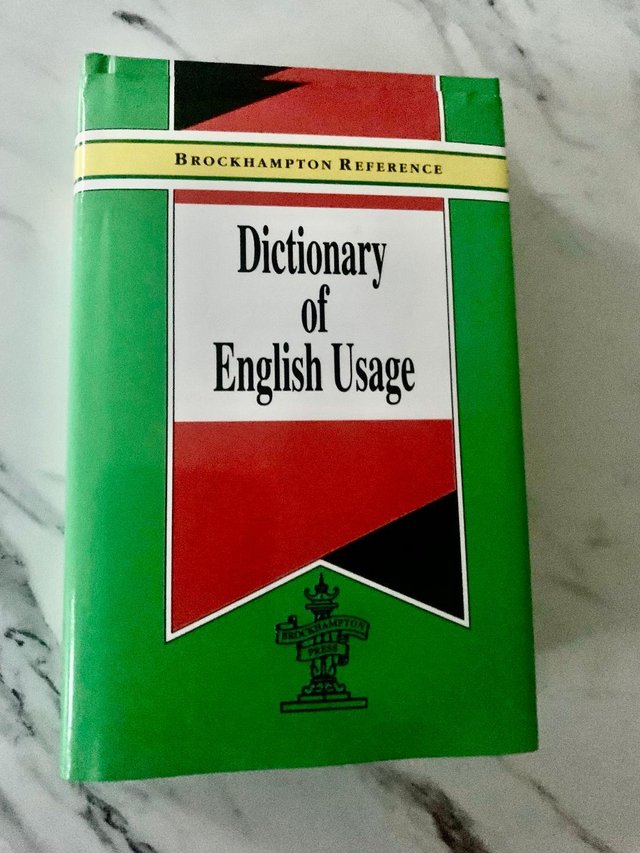 BROCKHAMPTON REFERENCE
Dictionary
of
English Usage
BROCKHAMPTON
PRESS